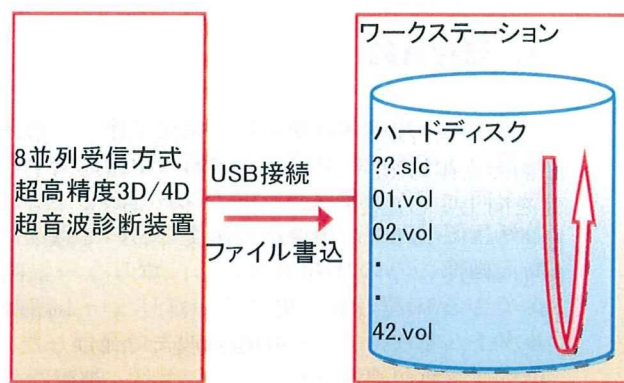 8並列受信方式
超高精度3D/4D
超音波診断装置
USB接続
ファイル書込
ワークステーション
ハードディスク
??.slc
01.vol
02.vol
.
.
42.vol